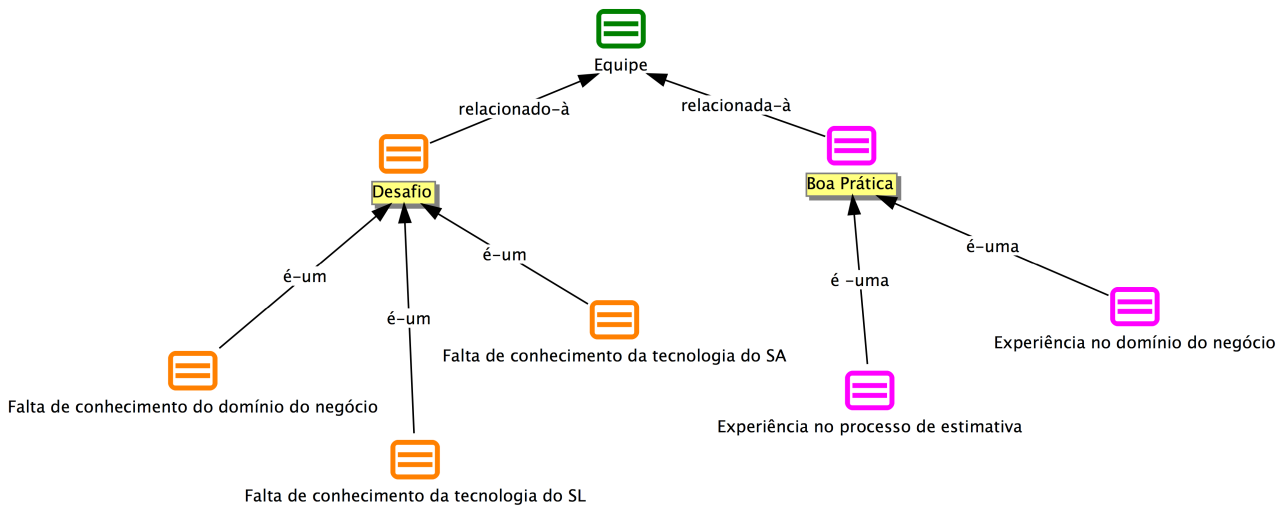 Equipe
relacionado-à
relacionada-à
Desafio
Boa Prática
é-um
é-um
é-um
é -uma
é-uma
Falta de conhecimento da tecnologia do SA
Experiência no domínio do negócio
Falta de conhecimento do domínio do negócio
Experiência no processo de estimativa
Falta de conhecimento da tecnologia do SL